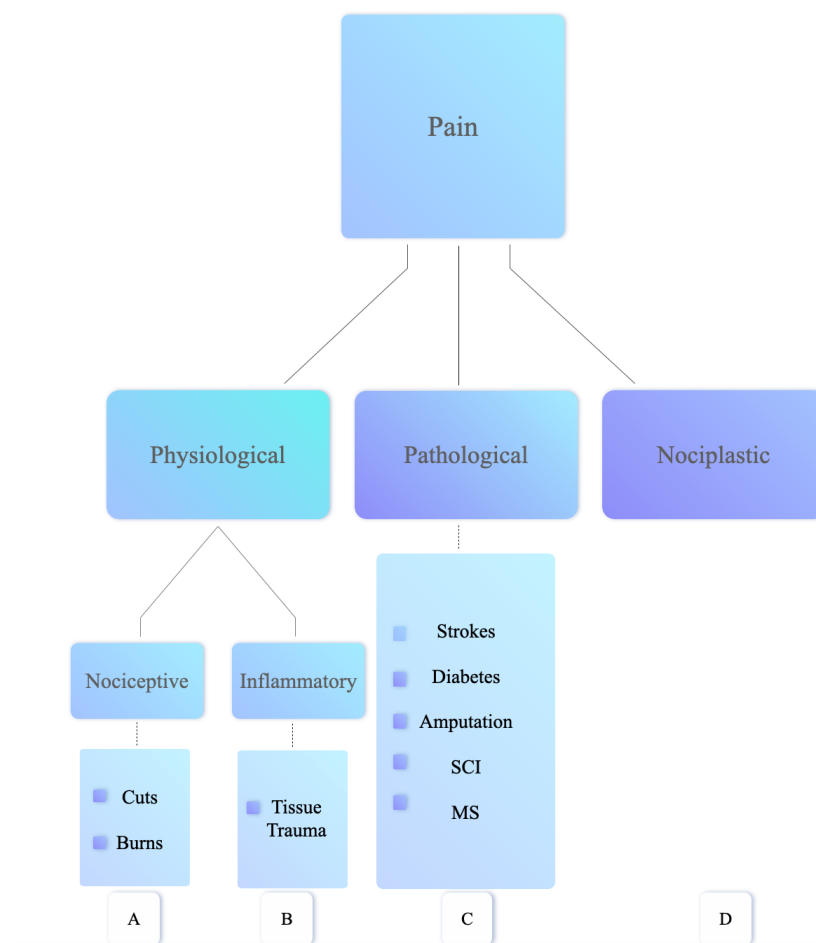 Pain
Physiological
Pathological
Nociplastic
Nociceptive
Inflammatory
Cuts
Burns
Tissue
Trauma
Strokes
Diabetes
Amputation
SCI
MS
A
B
C
D